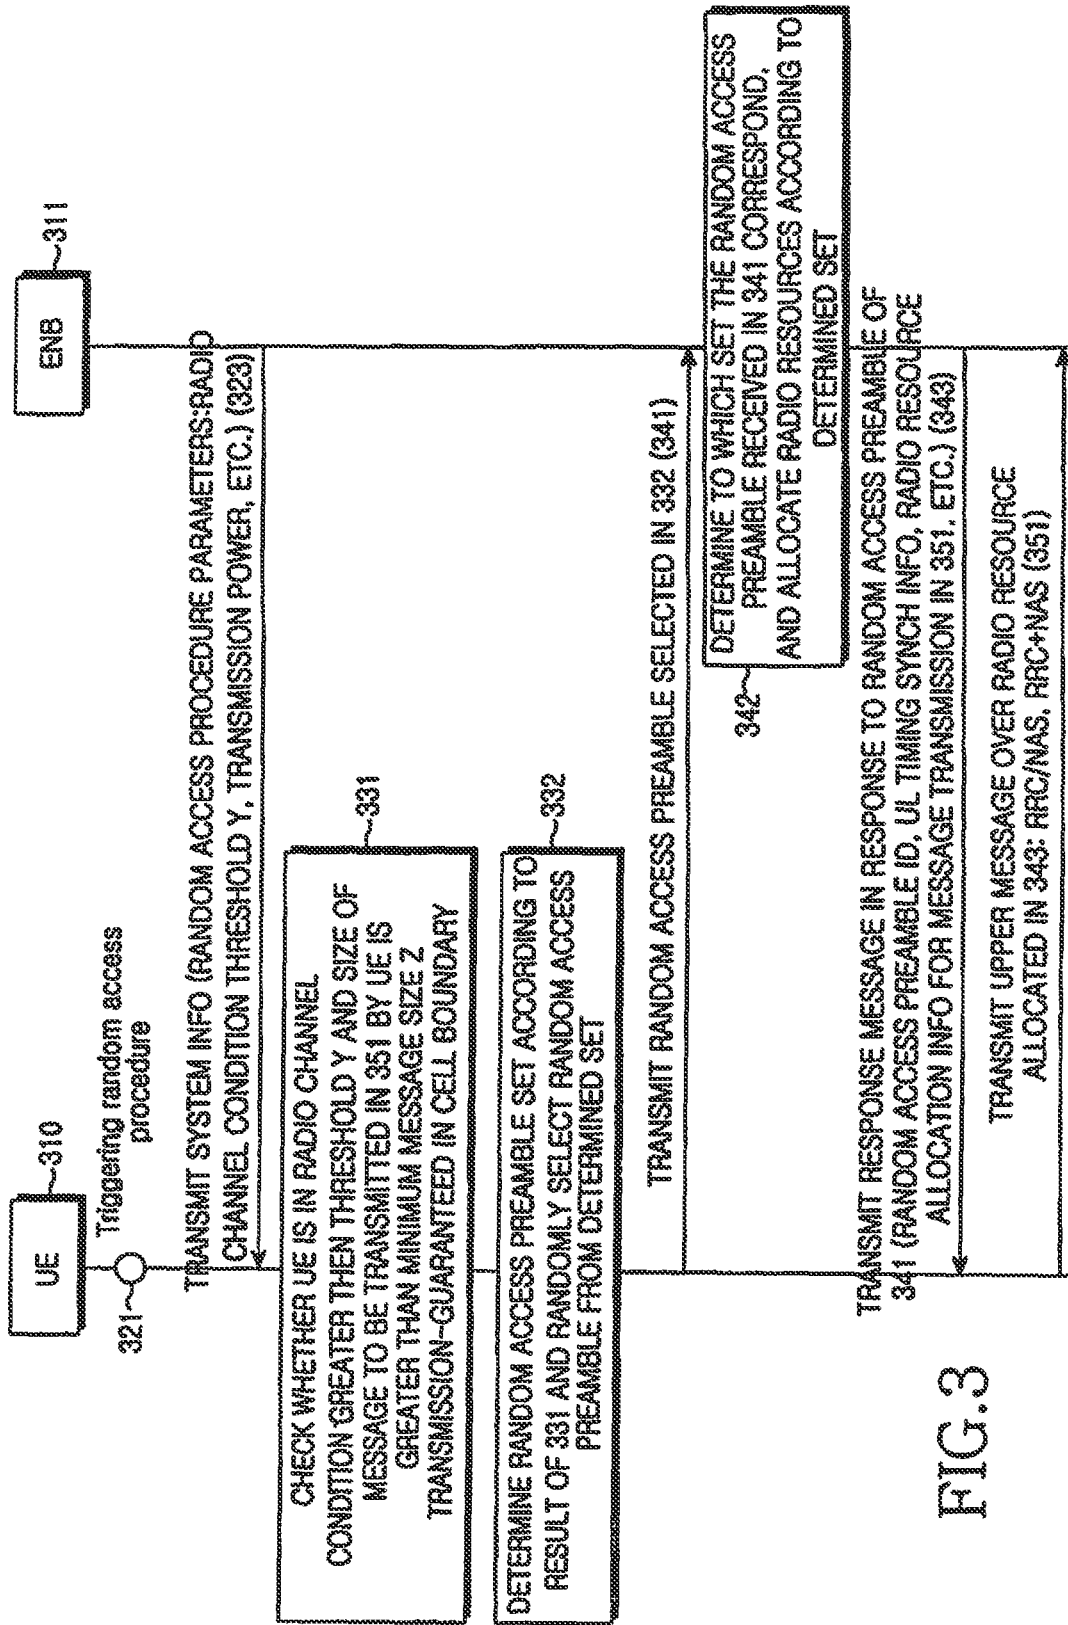 UE
310
ENB
311
321
Triggering random access
procedure
TRANSMIT SYSTEM INFO (RANDOM ACCESS PROCEDURE PARAMETERS:RADIO
CHANNEL CONDITION THRESHOLD Y, TRANSMISSION POWER, ETC.) (323)
331
CHECK WHETHER UE IS IN RADIO CHANNEL
CONDITION GREATER THEN THRESHOLD Y AND SIZE OF
MESSAGE TO BE TRANSMITTED IN 351 BY UE IS
GREATER THAN MINIMUM MESSAGE SIZE Z
TRANSMISSION-GUARANTEED IN CELL BOUNDARY
332
DETERMINE RANDOM ACCESS PREAMBLE SET ACCORDING TO
RESULT OF 331 AND RANDOMLY SELECT RANDOM ACCESS
PREAMBLE FROM DETERMINED SET
TRANSMIT RANDOM ACCESS PREAMBLE SELECTED IN 332 (341)
342
DETERMINE TO WHICH SET THE RANDOM ACCESS
PREAMBLE RECEIVED IN 341 CORRESPOND,
AND ALLOCATE RADIO RESOURCES ACCORDING TO
DETERMINED SET
TRANSMIT RESPONSE MESSAGE IN RESPONSE TO RANDOM ACCESS PREAMBLE OF
341 (RANDOM ACCESS PREAMBLE ID, UL TIMING SYNCH INFO, RADIO RESOURCE
ALLOCATION INFO FOR MESSAGE TRANSMISSION IN 351. ETC.) (343)
TRANSMIT UPPER MESSAGE OVER RADIO RESOURCE
ALLOCATED IN 343: RRC/NAS, RRC+NAS (351)
FIG.3